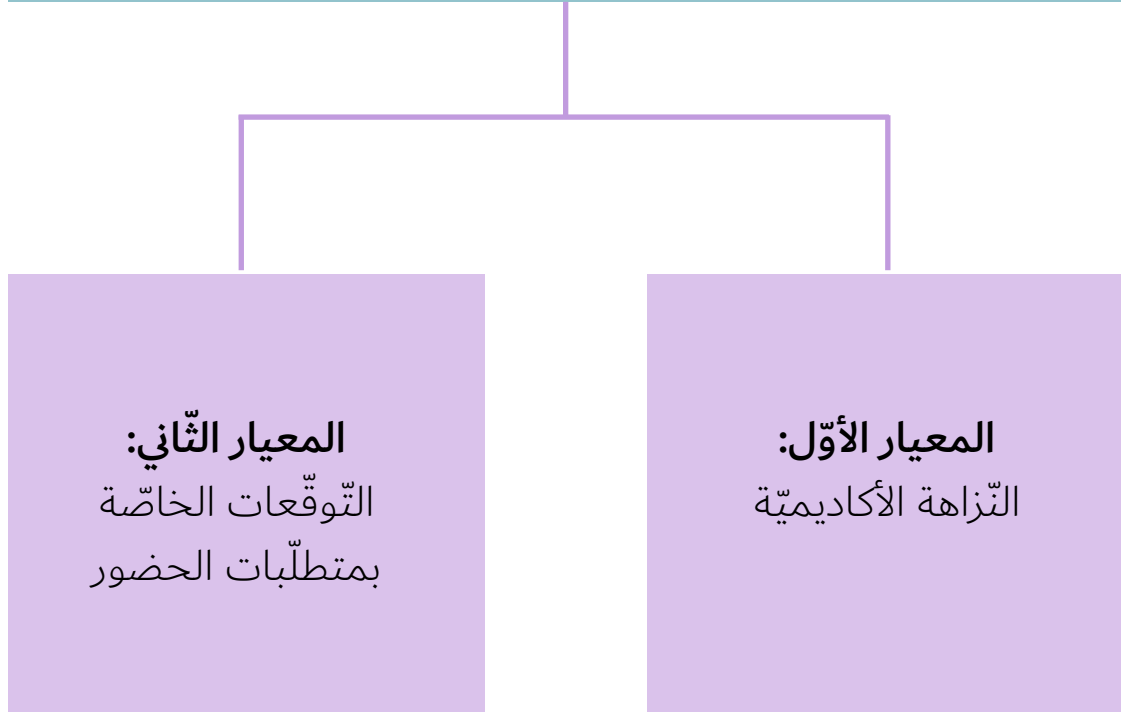 المعيار الأوّل:
النّزاهة الأكاديميّة
المعيار الثّاني:
التّوقّعات الخاصّة
بمتطلّبات الحضور